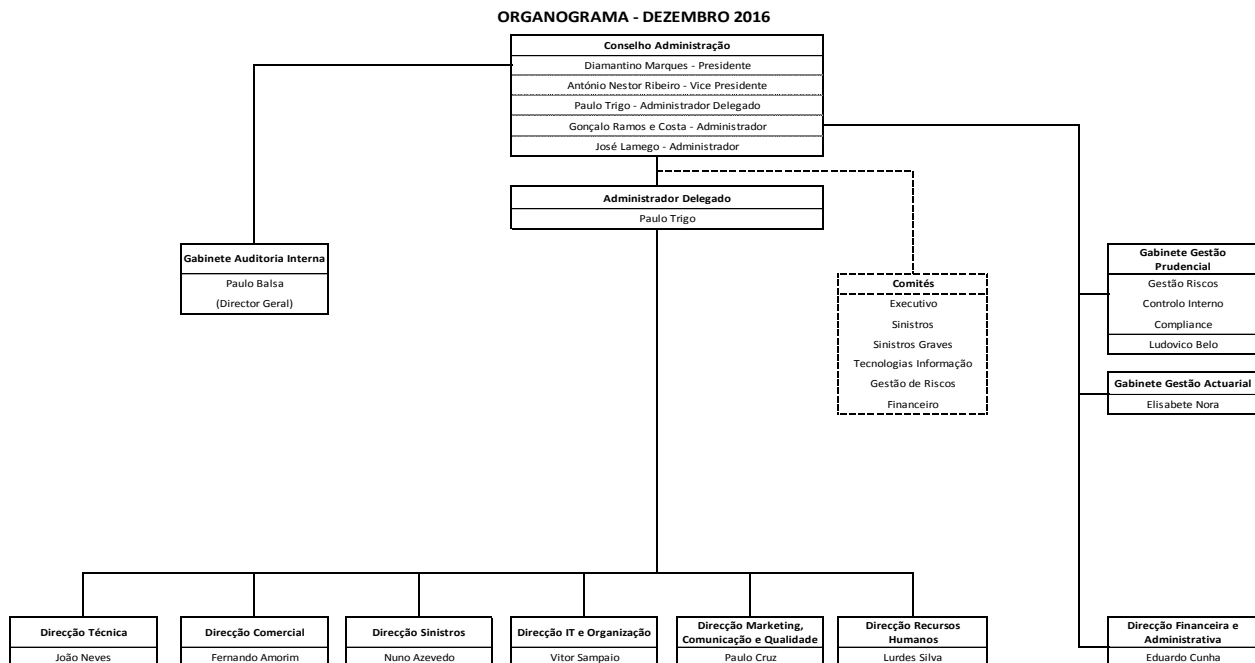 ORGANOGRAMA - DEZEMBRO 2016
Conselho Administração
Diamantino Marques - Presidente
António Nestor Ribeiro - Vice Presidente
Paulo Trigo - Administrador Delegado
Gonçalo Ramos e Costa - Administrador
José Lamego - Administrador
Administrador Delegado
Paulo Trigo
Gabinete Auditoria Interna
Paulo Balsa
(Director Geral)
Comités
Executivo
Sinistros
Sinistros Graves
Tecnologias Informação
Gestão de Riscos
Financeiro
Gabinete Gestão
Prudencial
Gestão Riscos
Controlo Interno
Compliance
Ludovico Belo
Gabinete Gestão Actuarial
Elisabete Nora
Direcção Técnica
João Neves
Direcção Comercial
Fernando Amorim
Direcção Sinistros
Nuno Azevedo
Direcção IT e Organização
Vitor Sampaio
Direcção Marketing,
Comunicação e Qualidade
Paulo Cruz
Direcção Recursos
Humanos
Lurdes Silva
Direcção Financeira e
Administrativa
Eduardo Cunha